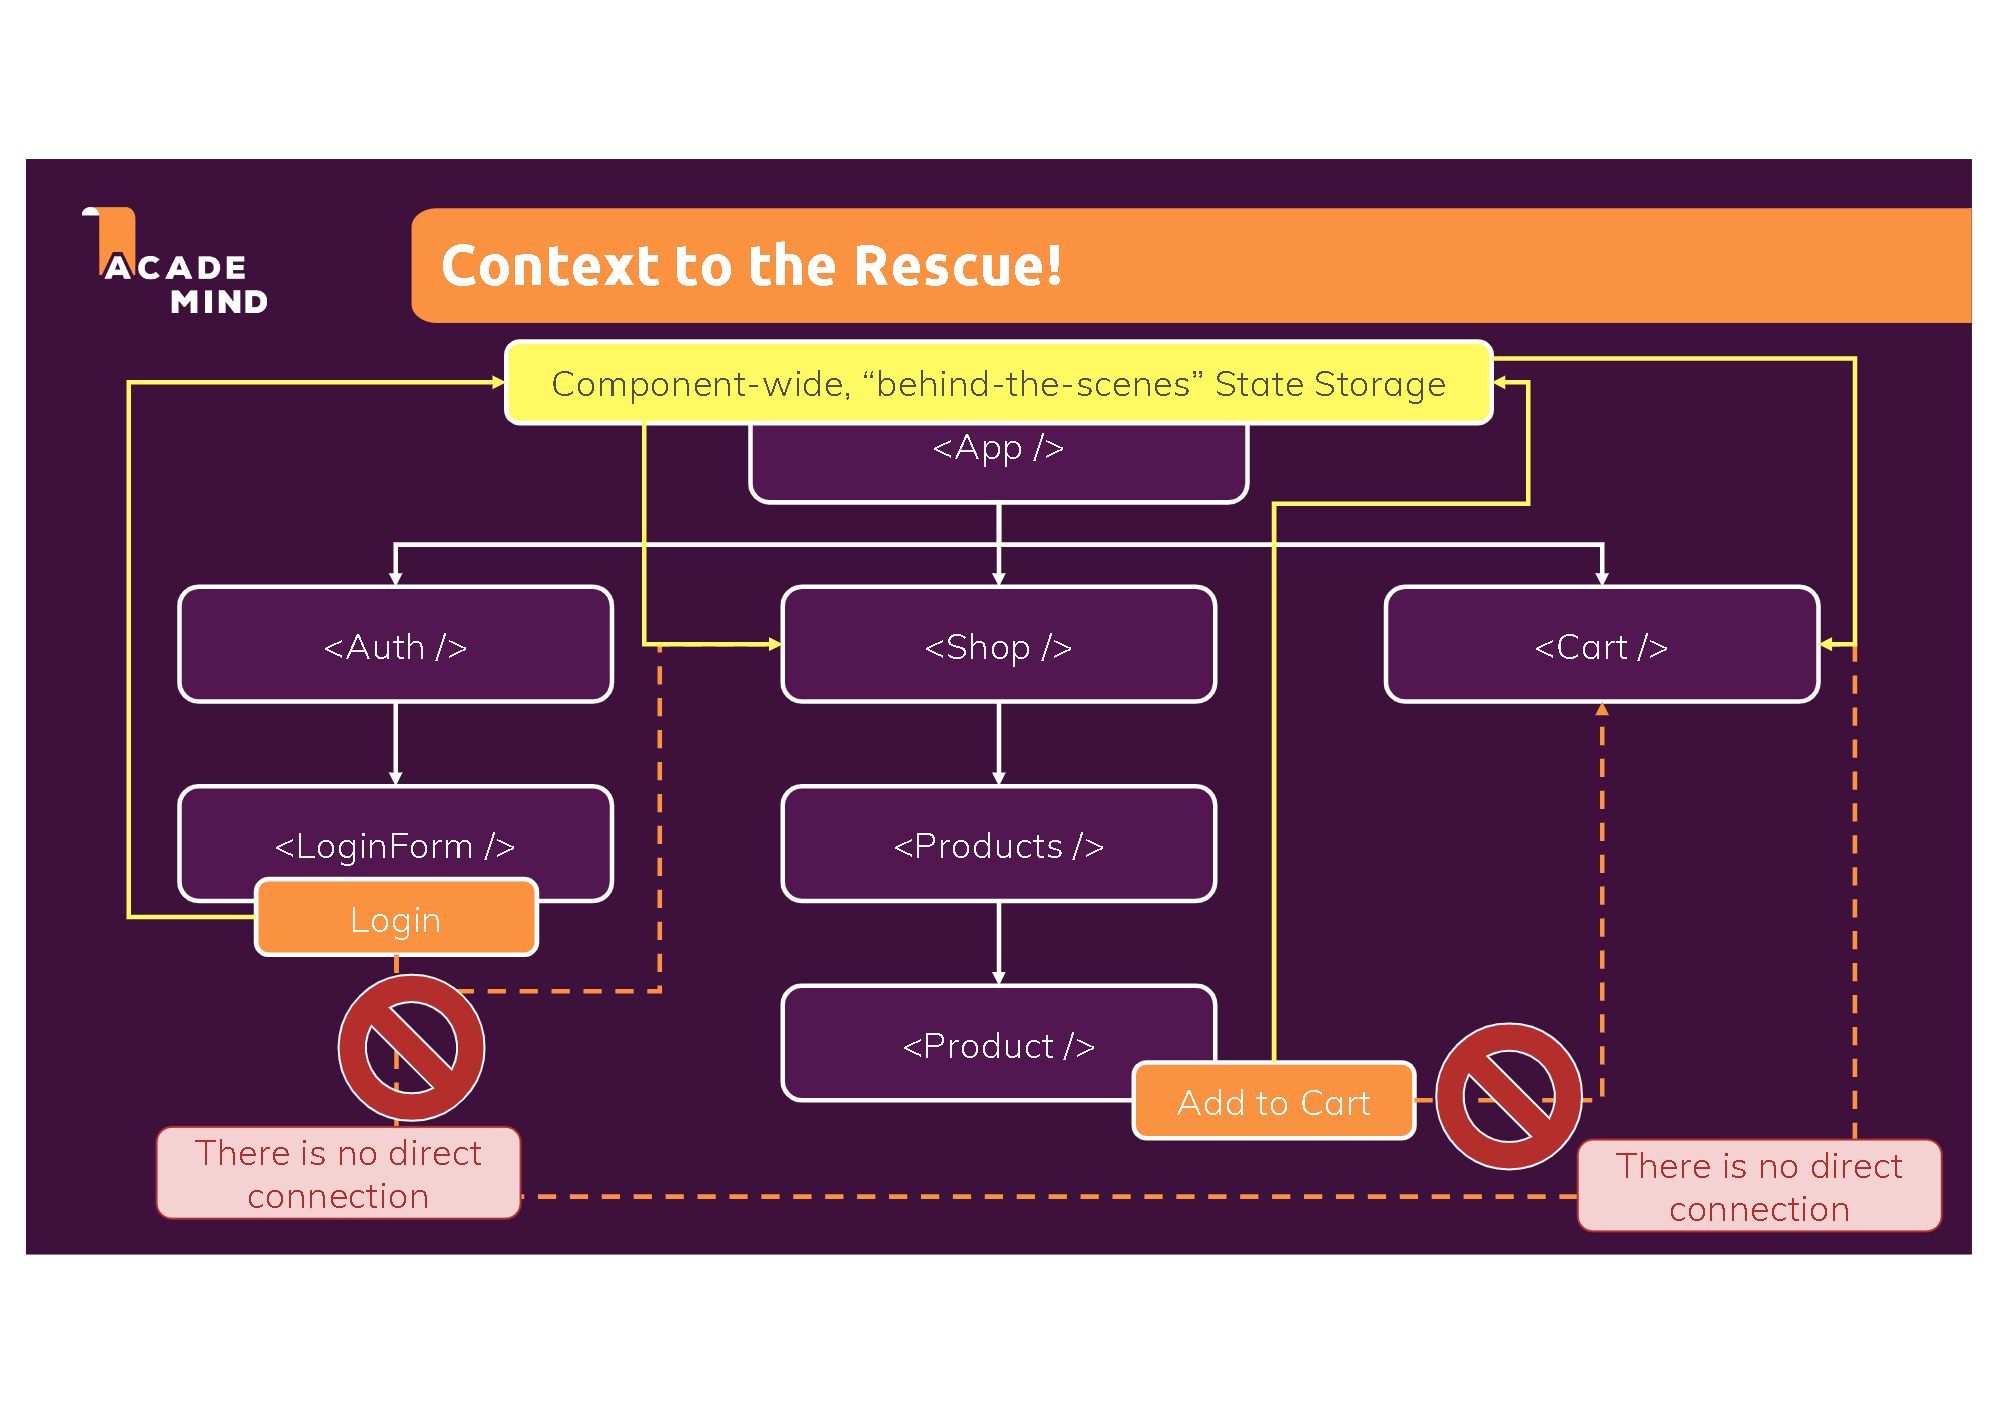 ACADE
MIND
Context to the Rescue!
Component-wide, “behind-the-scenes” State Storage
<App />
<Auth />
<Shop />
<Cart />
<LoginForm />
<Products />
Login
<Product />
Add to Cart
There is no direct
connection
There is no direct
connection